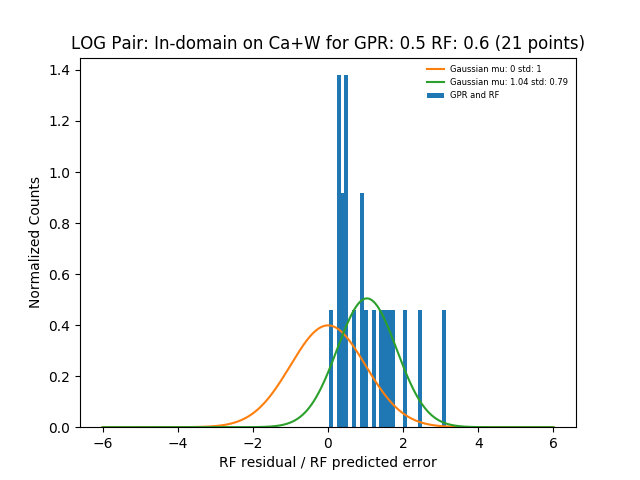 LOG Pair: In-domain on Ca+W for GPR: 0.5 RF: 0.6 (21 points)
Gaussian mu: 0 std: 1
Gaussian mu: 1.04 std: 0.79
GPR and RF
Normalized Counts
1.4
1.2
1.0
0.8
0.6
0.4
0.2
0.0
−6 −4 −2 0 2 4 6
RF residual / RF predicted error